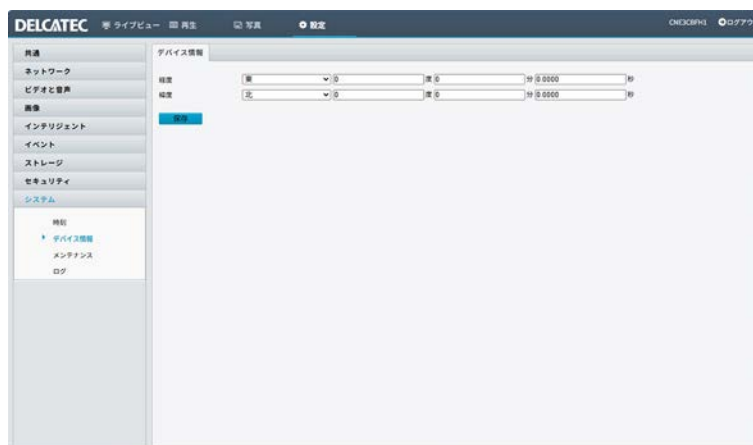 DELCATEC ライブビュー 再生 写真 設定 CNE3CBFH1 ログアウ
共通
ネットワーク
ビデオと音声
画像
インテリジェント
イベント
ストレージ
セキュリティ
システム
時刻
デバイス情報
メンテナンス
ログ
デバイス情報
経度 東 0 度 0 分 0.0000 秒
緯度 北 0 度 0 分 0.0000 秒
保存